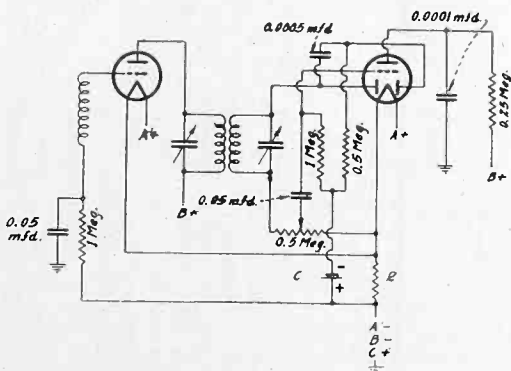 0.0005 mfd.
0.0001 mfd.
A+
A+
0.25 Meg.
1 Meg.
0.5 Meg.
B+
B+
0.05 mfd.
0.05
mfd.
1 Meg.
0.5 Meg.
C
-
+
R
A -
B -
C +